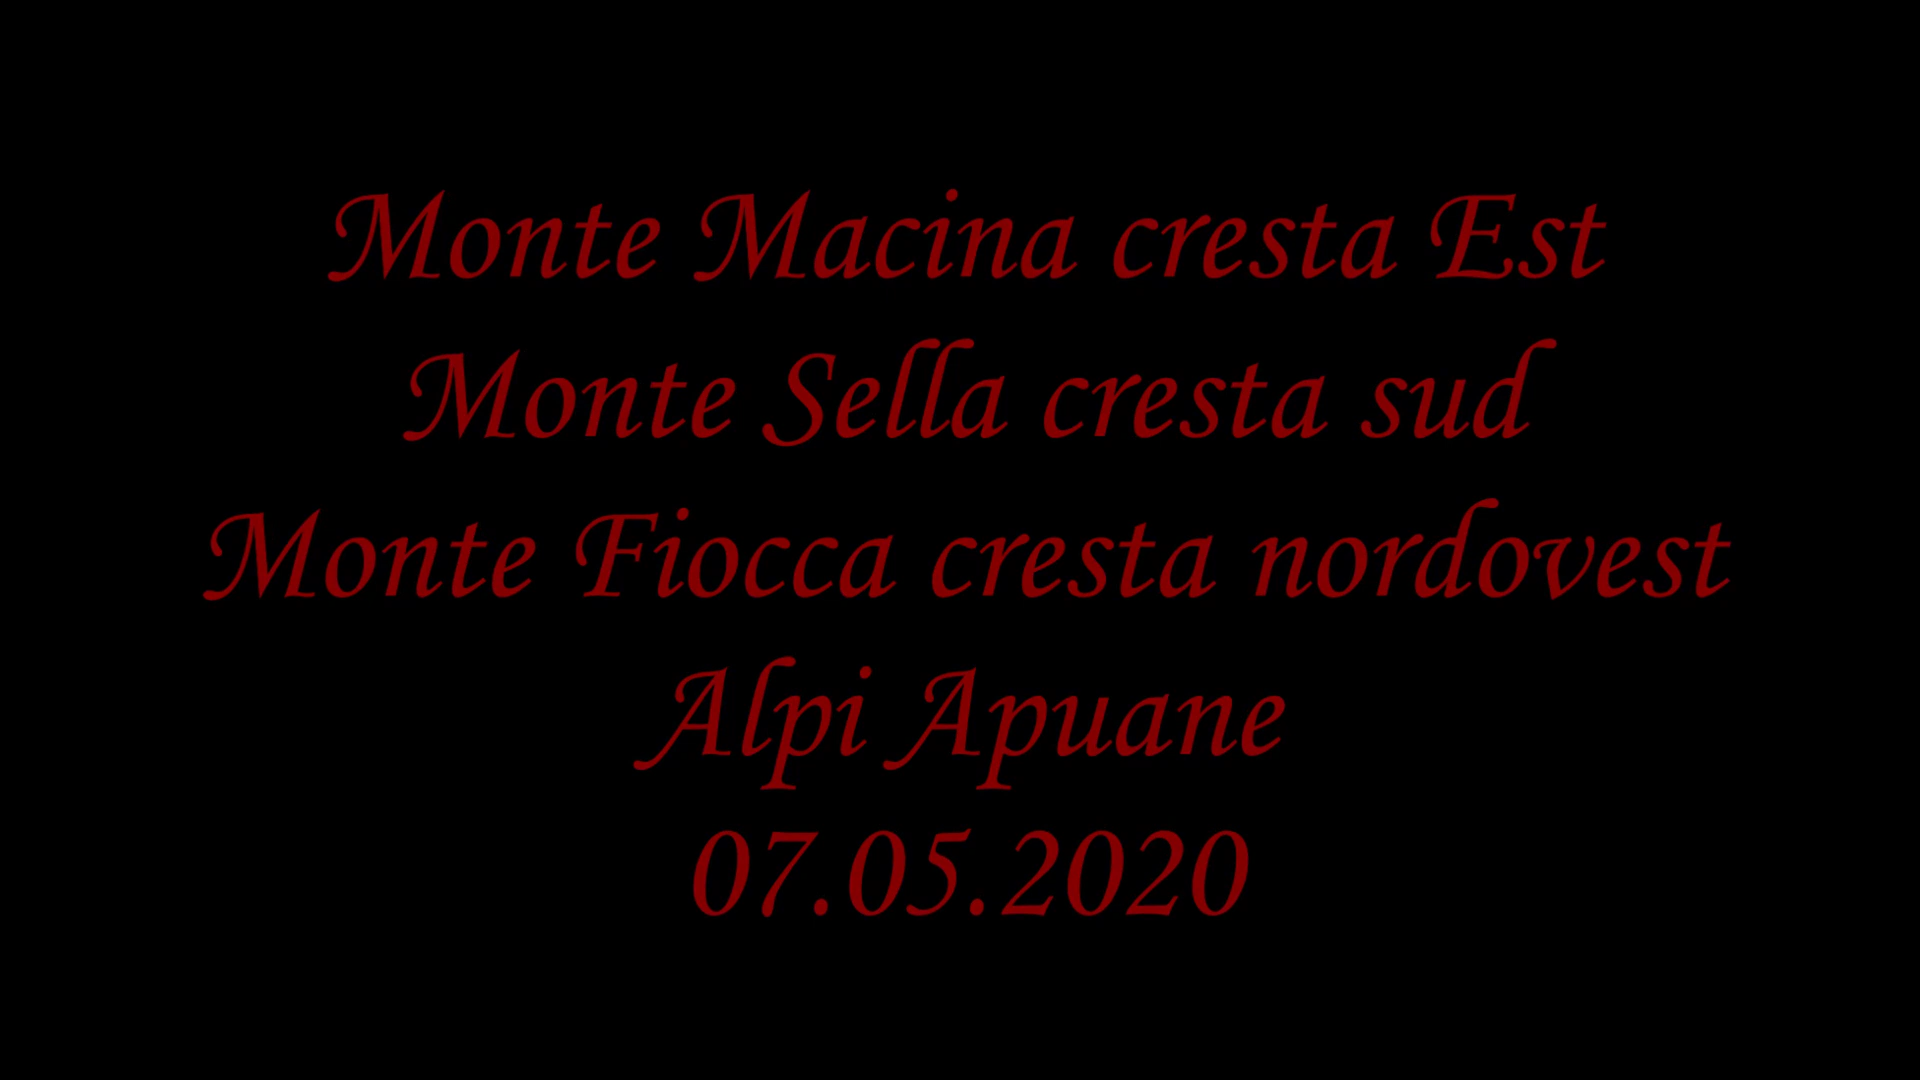 Monte Macina cresta Est
Monte Sella cresta sud
Monte Fiocca cresta nordovest
Alpi Apuane
07.05.2020